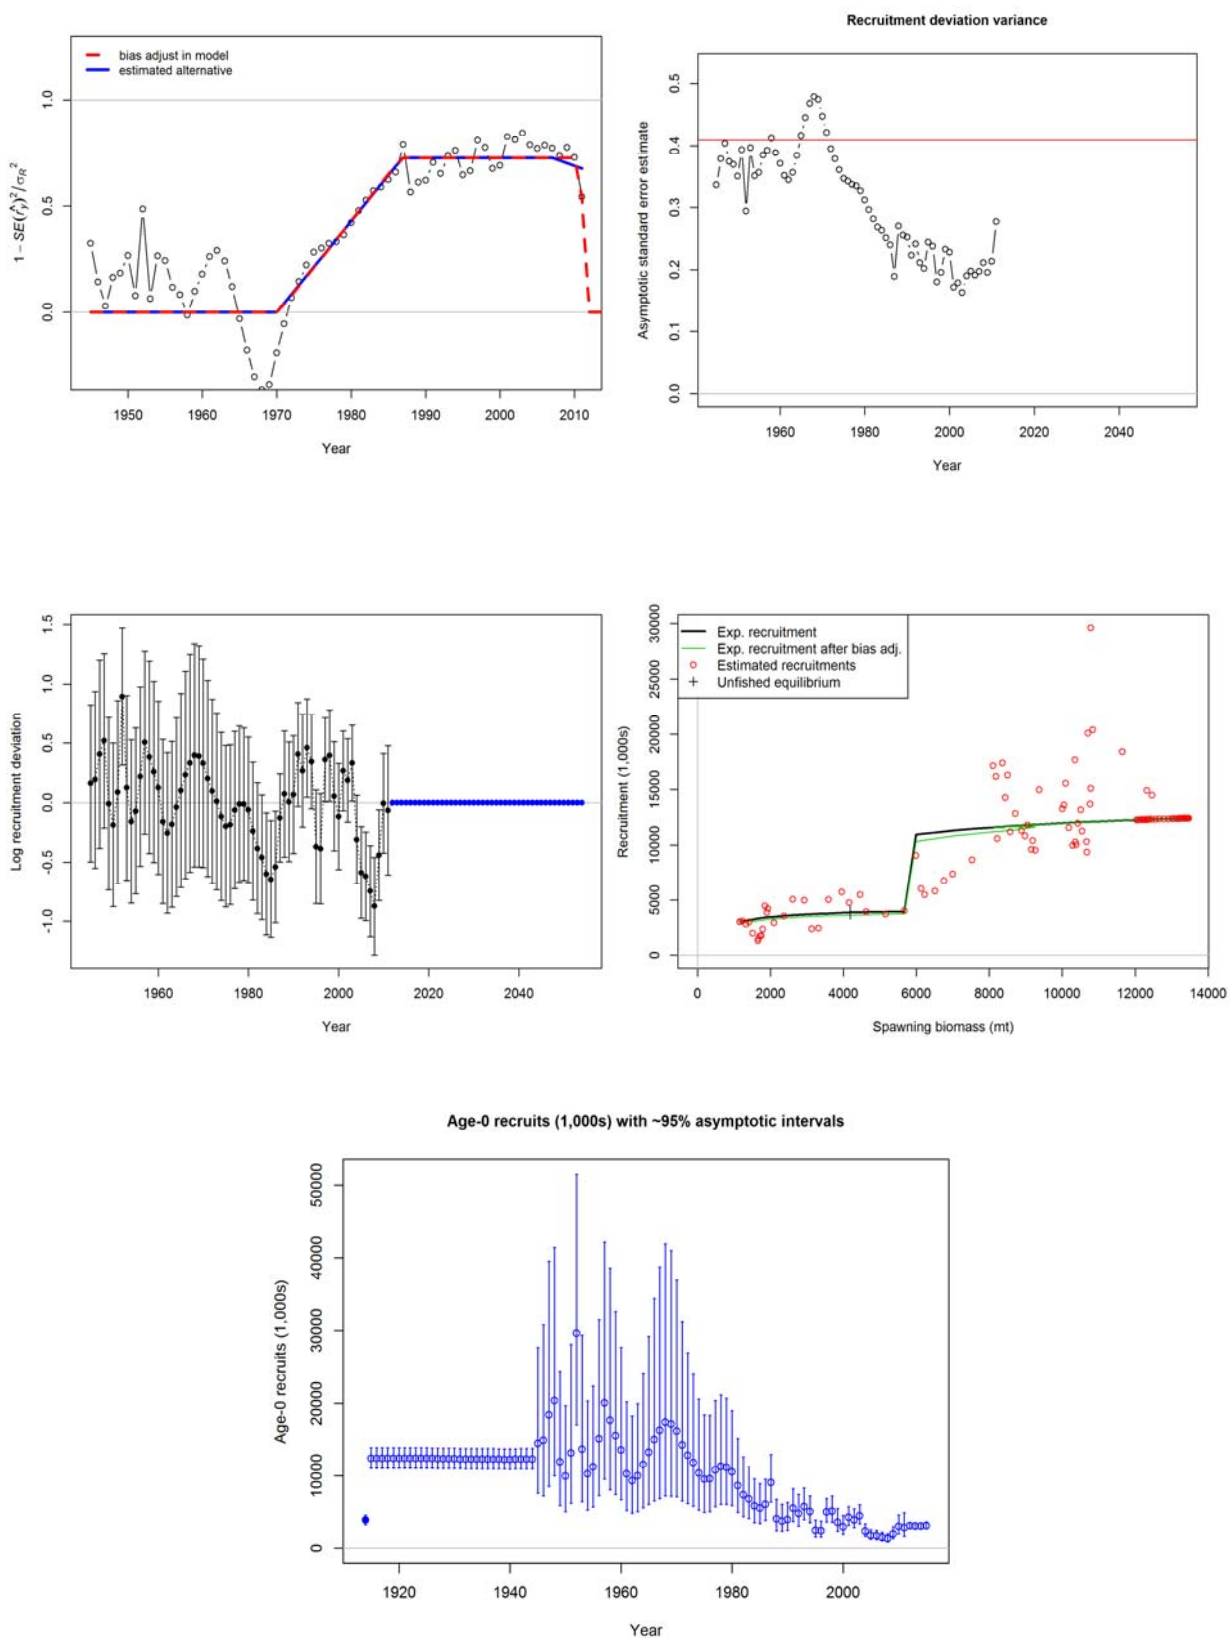 bias adjust in model
estimated alternative
1 − SE(r̂y)²/σR²
1.0
0.5
0.0
1950 1960 1970 1980 1990 2000 2010
Year
Recruitment deviation variance
Asymptotic standard error estimate
0.5
0.4
0.3
0.2
0.1
0.0
1960 1980 2000 2020 2040
Year
Log recruitment deviation
1.5
1.0
0.5
0.0
-0.5
-1.0
1960 1980 2000 2020 2040
Year
Exp. recruitment
Exp. recruitment after bias adj.
Estimated recruitments
Unfished equilibrium
Recruitment (1,000s)
30000
25000
20000
15000
10000
5000
0
0 2000 4000 6000 8000 10000 12000 14000
Spawning biomass (mt)
Age-0 recruits (1,000s) with ~95% asymptotic intervals
Age-0 recruits (1,000s)
50000
40000
30000
20000
10000
0
1920 1940 1960 1980 2000
Year